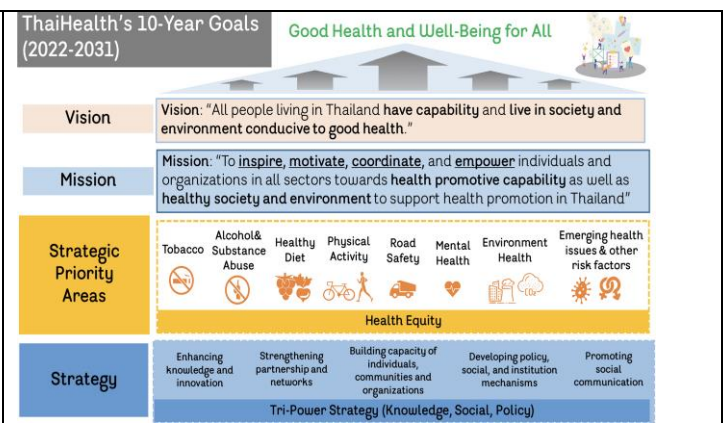 ThaiHealth's 10-Year Goals
(2022-2031)
Good Health and Well-Being for All
Vision
Vision: “All people living in Thailand have capability and live in society and
environment conducive to good health.”
Mission
Mission: “To inspire, motivate, coordinate, and empower individuals and
organizations in all sectors towards health promotive capability as well as
healthy society and environment to support health promotion in Thailand”
Strategic
Priority
Areas
Tobacco
Alcohol&
Substance
Abuse
Healthy
Diet
Physical
Activity
Road
Safety
Mental
Health
Environment
Health
Emerging health
issues & other
risk factors
CO₂
Health Equity
Strategy
Enhancing
knowledge and
innovation
Strengthening
partnership and
networks
Building capacity of
individuals,
communities and
organizations
Developing policy,
social, and institution
mechanisms
Promoting
social
communication
Tri-Power Strategy (Knowledge, Social, Policy)